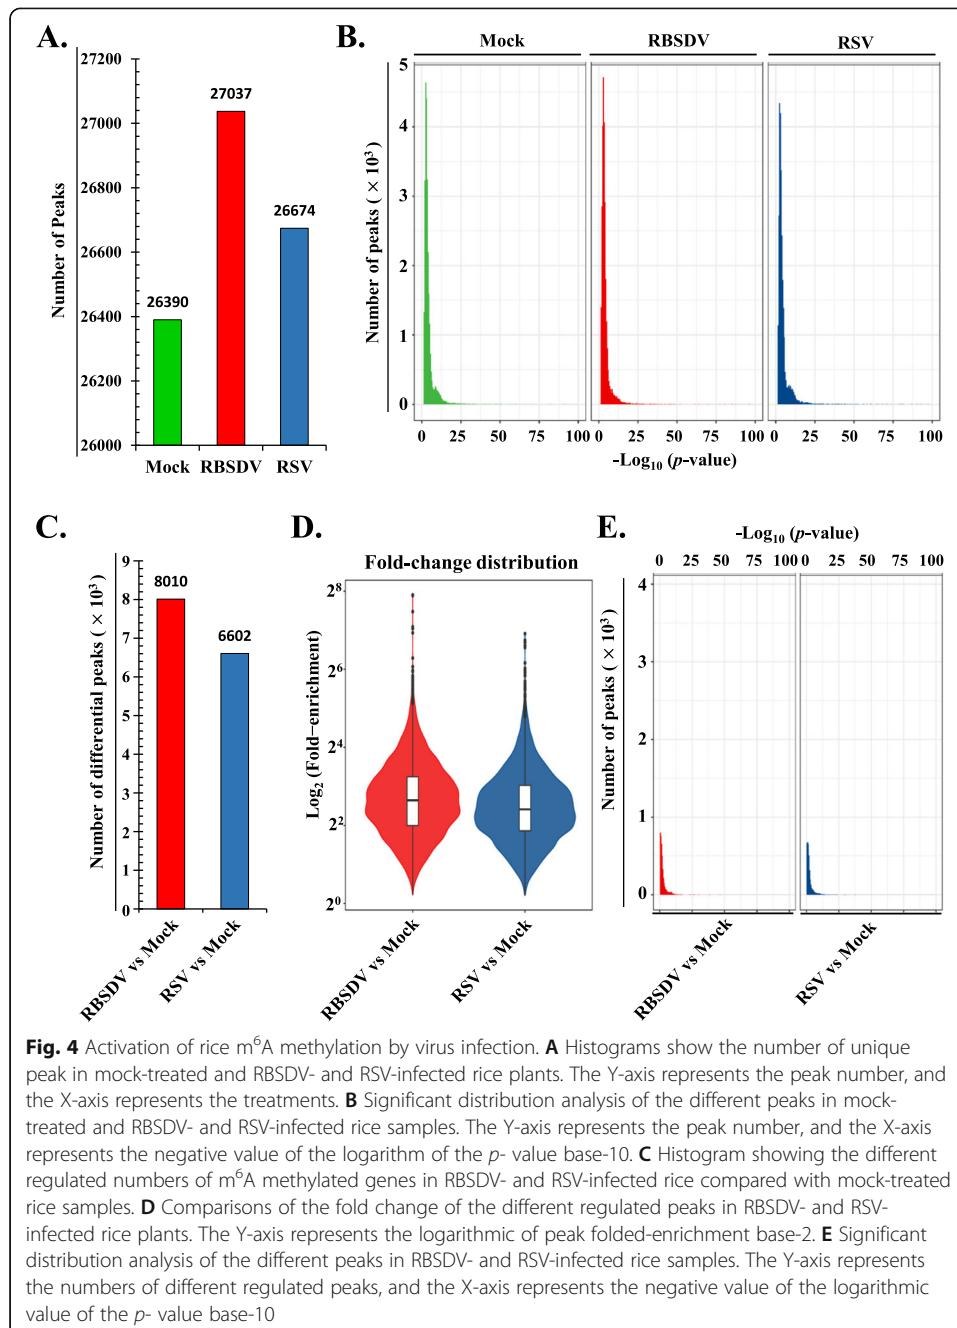 A.
27200
27000
26800
26600
26400
26200
26000
Number of Peaks
26390
27037
26674
Mock RBSDV RSV
B.
Mock RBSDV RSV
5
4
3
2
1
0
Number of peaks ( × 10³)
0 25 50 75 100 0 25 50 75 100 0 25 50 75 100
-Log₁₀ (p-value)
C.
9
8
7
6
5
4
3
2
1
0
Number of differential peaks ( × 10³)
8010
6602
RBSDV vs Mock
RSV vs Mock
D.
Fold-change distribution
2⁸
2⁶
2⁴
2²
2⁰
Log₂ (Fold−enrichment)
RBSDV vs Mock
RSV vs Mock
E.
-Log₁₀ (p-value)
0 25 50 75 100 0 25 50 75 100
4
3
2
1
0
Number of peaks ( × 10³)
RBSDV vs Mock
RSV vs Mock
Fig. 4 Activation of rice m⁶A methylation by virus infection. A Histograms show the number of unique
peak in mock-treated and RBSDV- and RSV-infected rice plants. The Y-axis represents the peak number, and
the X-axis represents the treatments. B Significant distribution analysis of the different peaks in mock-
treated and RBSDV- and RSV-infected rice samples. The Y-axis represents the peak number, and the X-axis
represents the negative value of the logarithm of the p- value base-10. C Histogram showing the different
regulated numbers of m⁶A methylated genes in RBSDV- and RSV-infected rice compared with mock-treated
rice samples. D Comparisons of the fold change of the different regulated peaks in RBSDV- and RSV-
infected rice plants. The Y-axis represents the logarithmic of peak folded-enrichment base-2. E Significant
distribution analysis of the different peaks in RBSDV- and RSV-infected rice samples. The Y-axis represents
the numbers of different regulated peaks, and the X-axis represents the negative value of the logarithmic
value of the p- value base-10